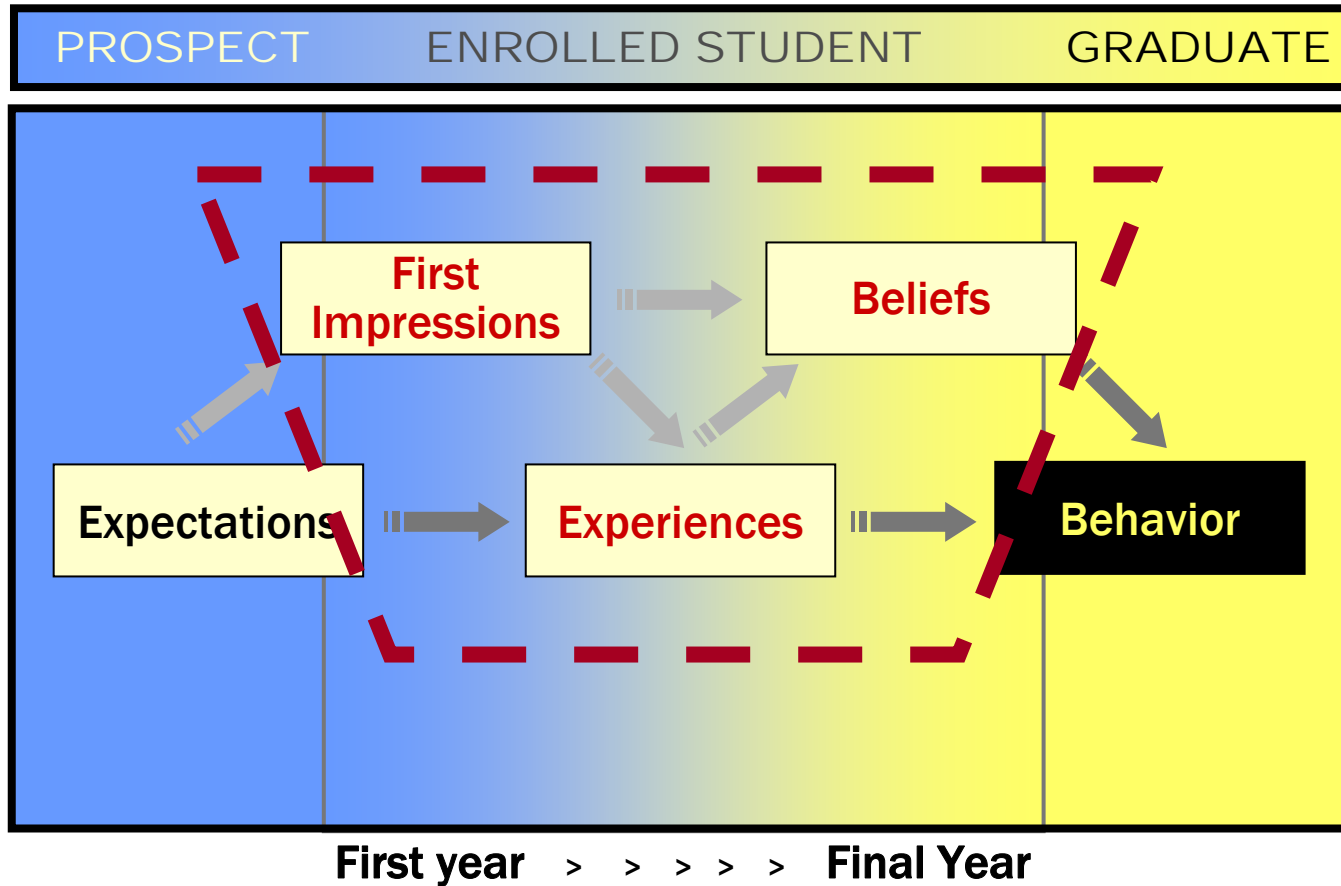 PROSPECT ENROLLED STUDENT GRADUATE
First
Impressions
Beliefs
Expectations
Experiences
Behavior
First year > > > > > Final Year